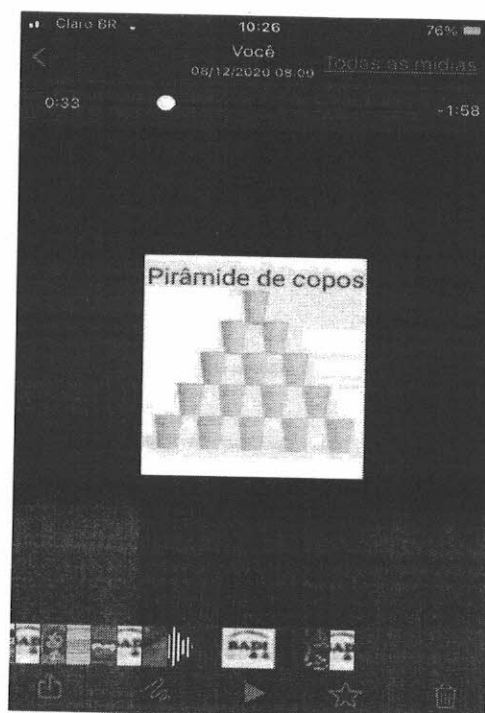 Claro BR
10:26
76%
Você
08/12/2020 08:00
Todas as mídias
0:33
-1:58
Pirâmide de copos